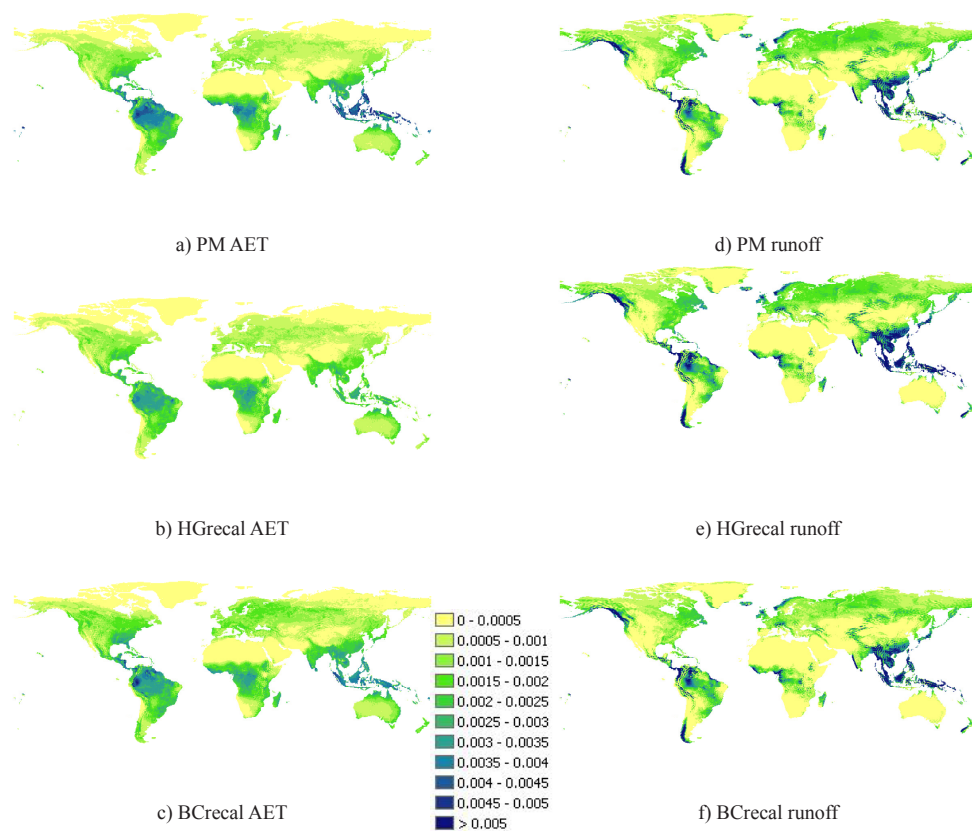 a) PM AET
d) PM runoff
b) HGrecal AET
e) HGrecal runoff
0 - 0.0005
0.0005 - 0.001
0.001 - 0.0015
0.0015 - 0.002
0.002 - 0.0025
0.0025 - 0.003
0.003 - 0.0035
0.0035 - 0.004
0.004 - 0.0045
0.0045 - 0.005
> 0.005
c) BCrecal AET
f) BCrecal runoff